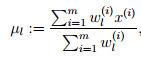 μ_l := \frac{\sum_{i=1}^{m} w_l^{(i)} x^{(i)}}{\sum_{i=1}^{m} w_l^{(i)}},